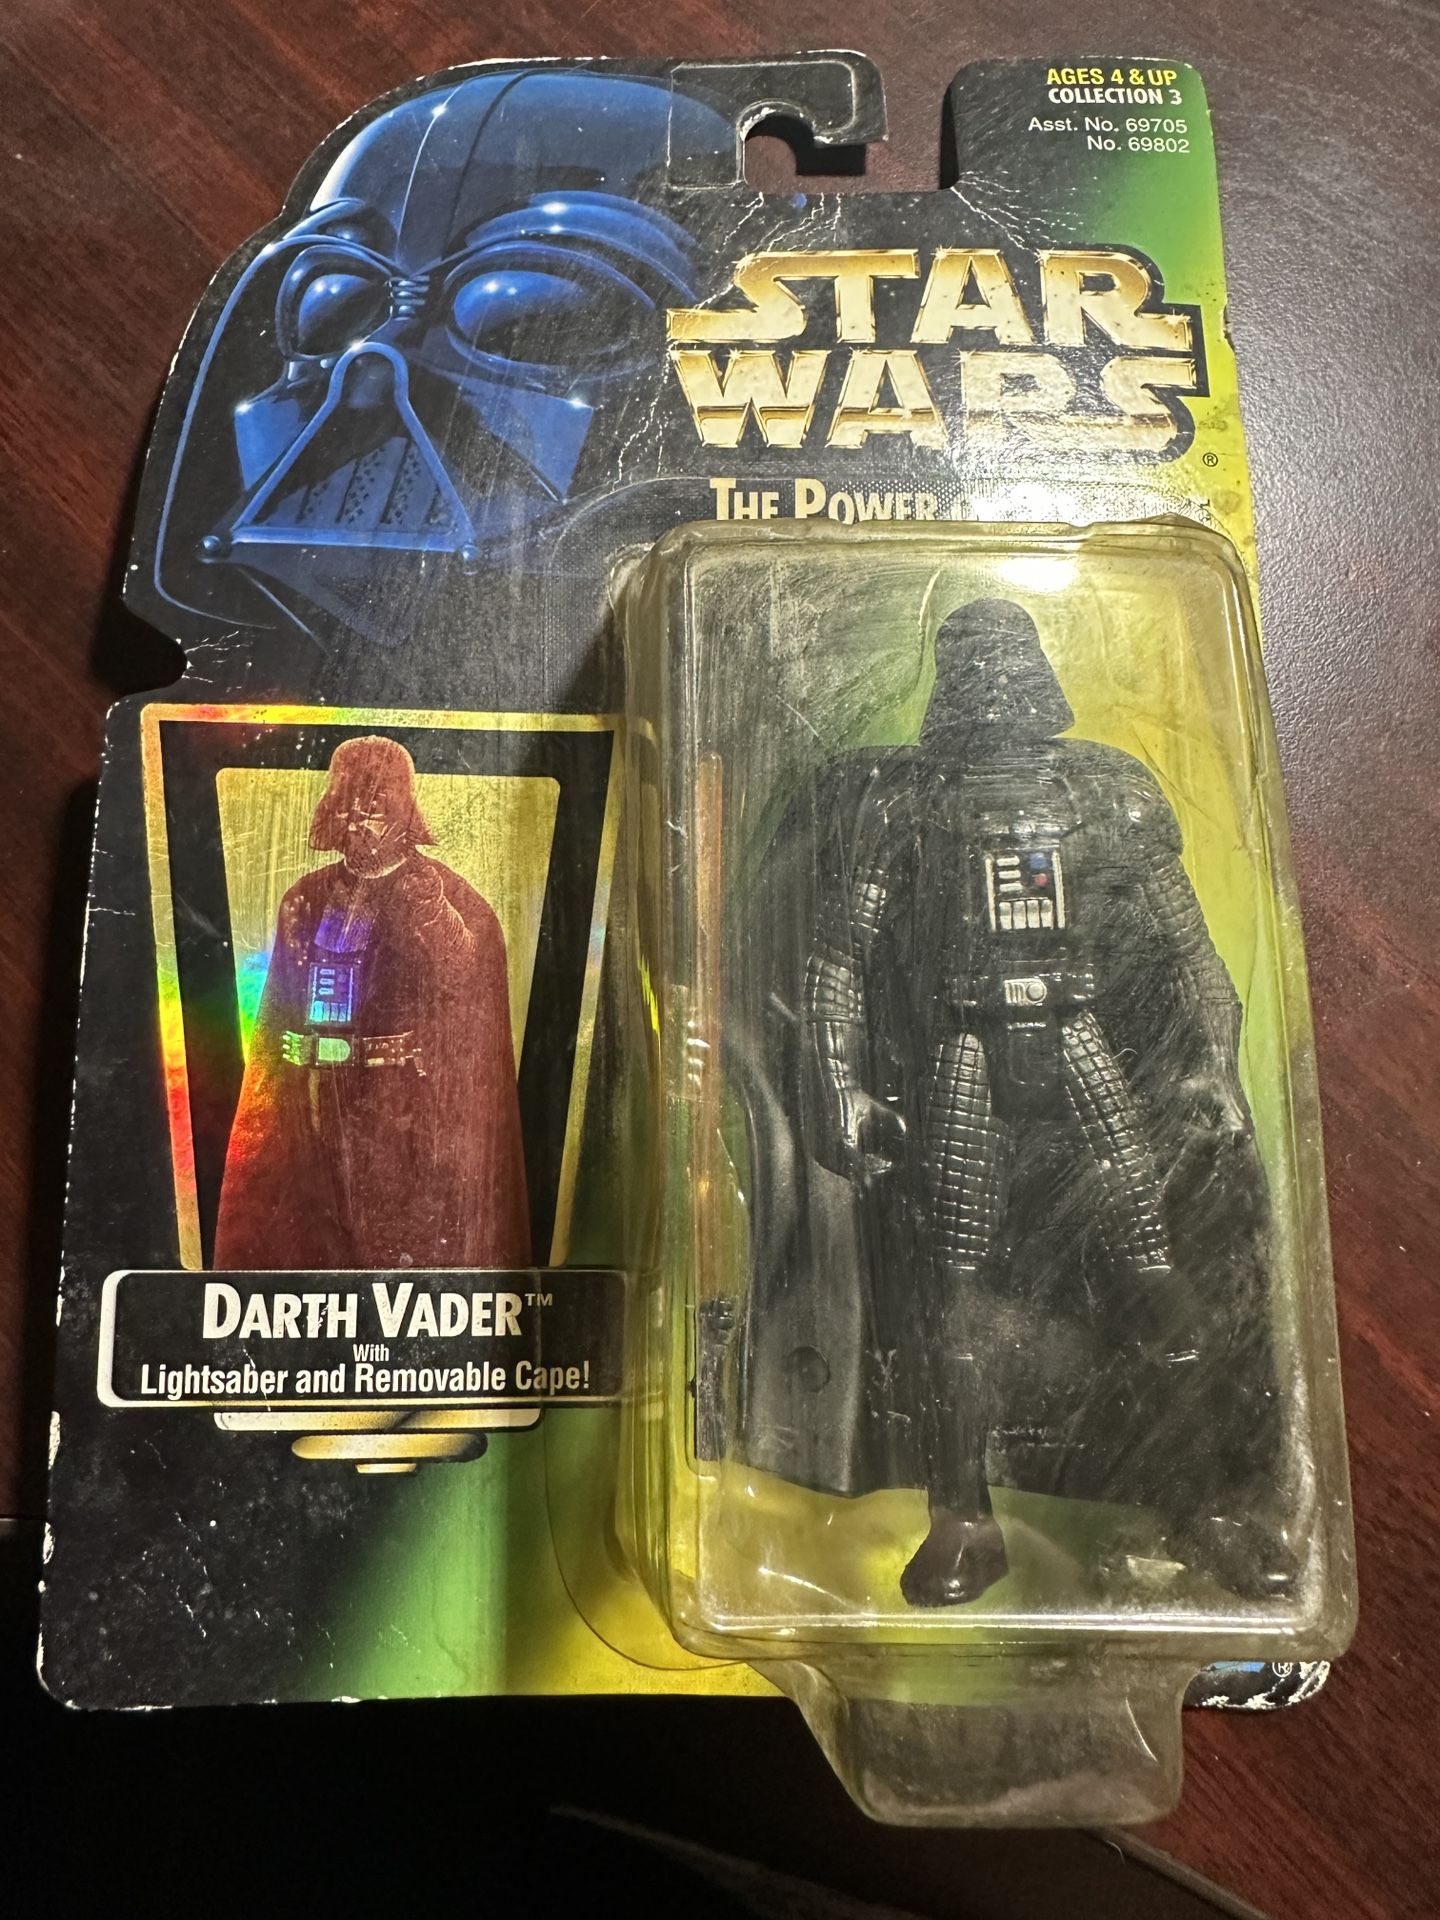 AGES 4 & UP
COLLECTION 3
Asst. No. 69705
No. 69802
STAR
WARS
®
THE POWER
DARTH VADER™
With
Lightsaber and Removable Cape!
®